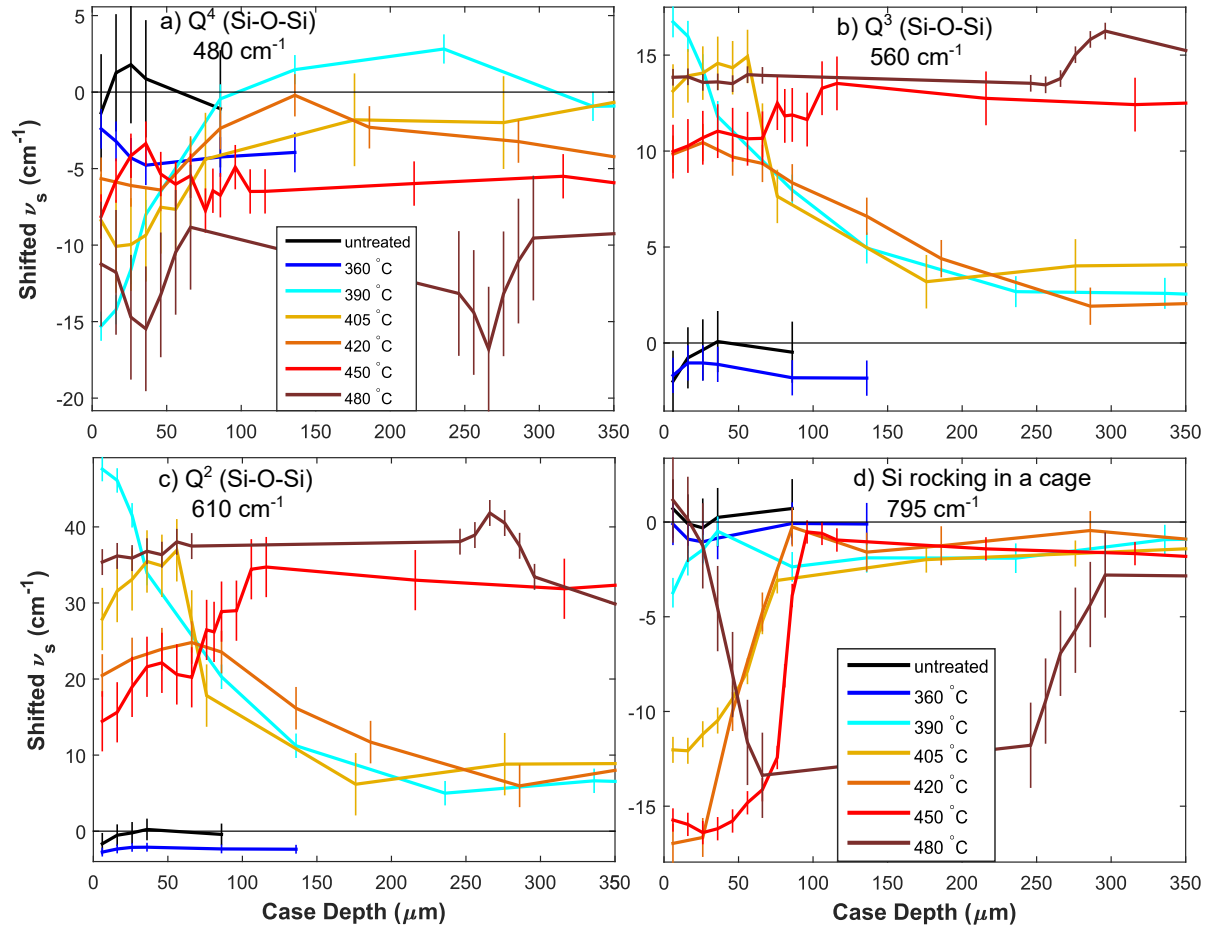 a) Q⁴ (Si-O-Si)
480 cm⁻¹
Shifted ν_s (cm⁻¹)
5
0
-5
-10
-15
-20
0 50 100 150 200 250 300 350
untreated
360 °C
390 °C
405 °C
420 °C
450 °C
480 °C
b) Q³ (Si-O-Si)
560 cm⁻¹
15
10
5
0
0 50 100 150 200 250 300 350
c) Q² (Si-O-Si)
610 cm⁻¹
Shifted ν_s (cm⁻¹)
40
30
20
10
0
0 50 100 150 200 250 300 350
Case Depth (μm)
d) Si rocking in a cage
795 cm⁻¹
0
-5
-10
-15
untreated
360 °C
390 °C
405 °C
420 °C
450 °C
480 °C
0 50 100 150 200 250 300 350
Case Depth (μm)